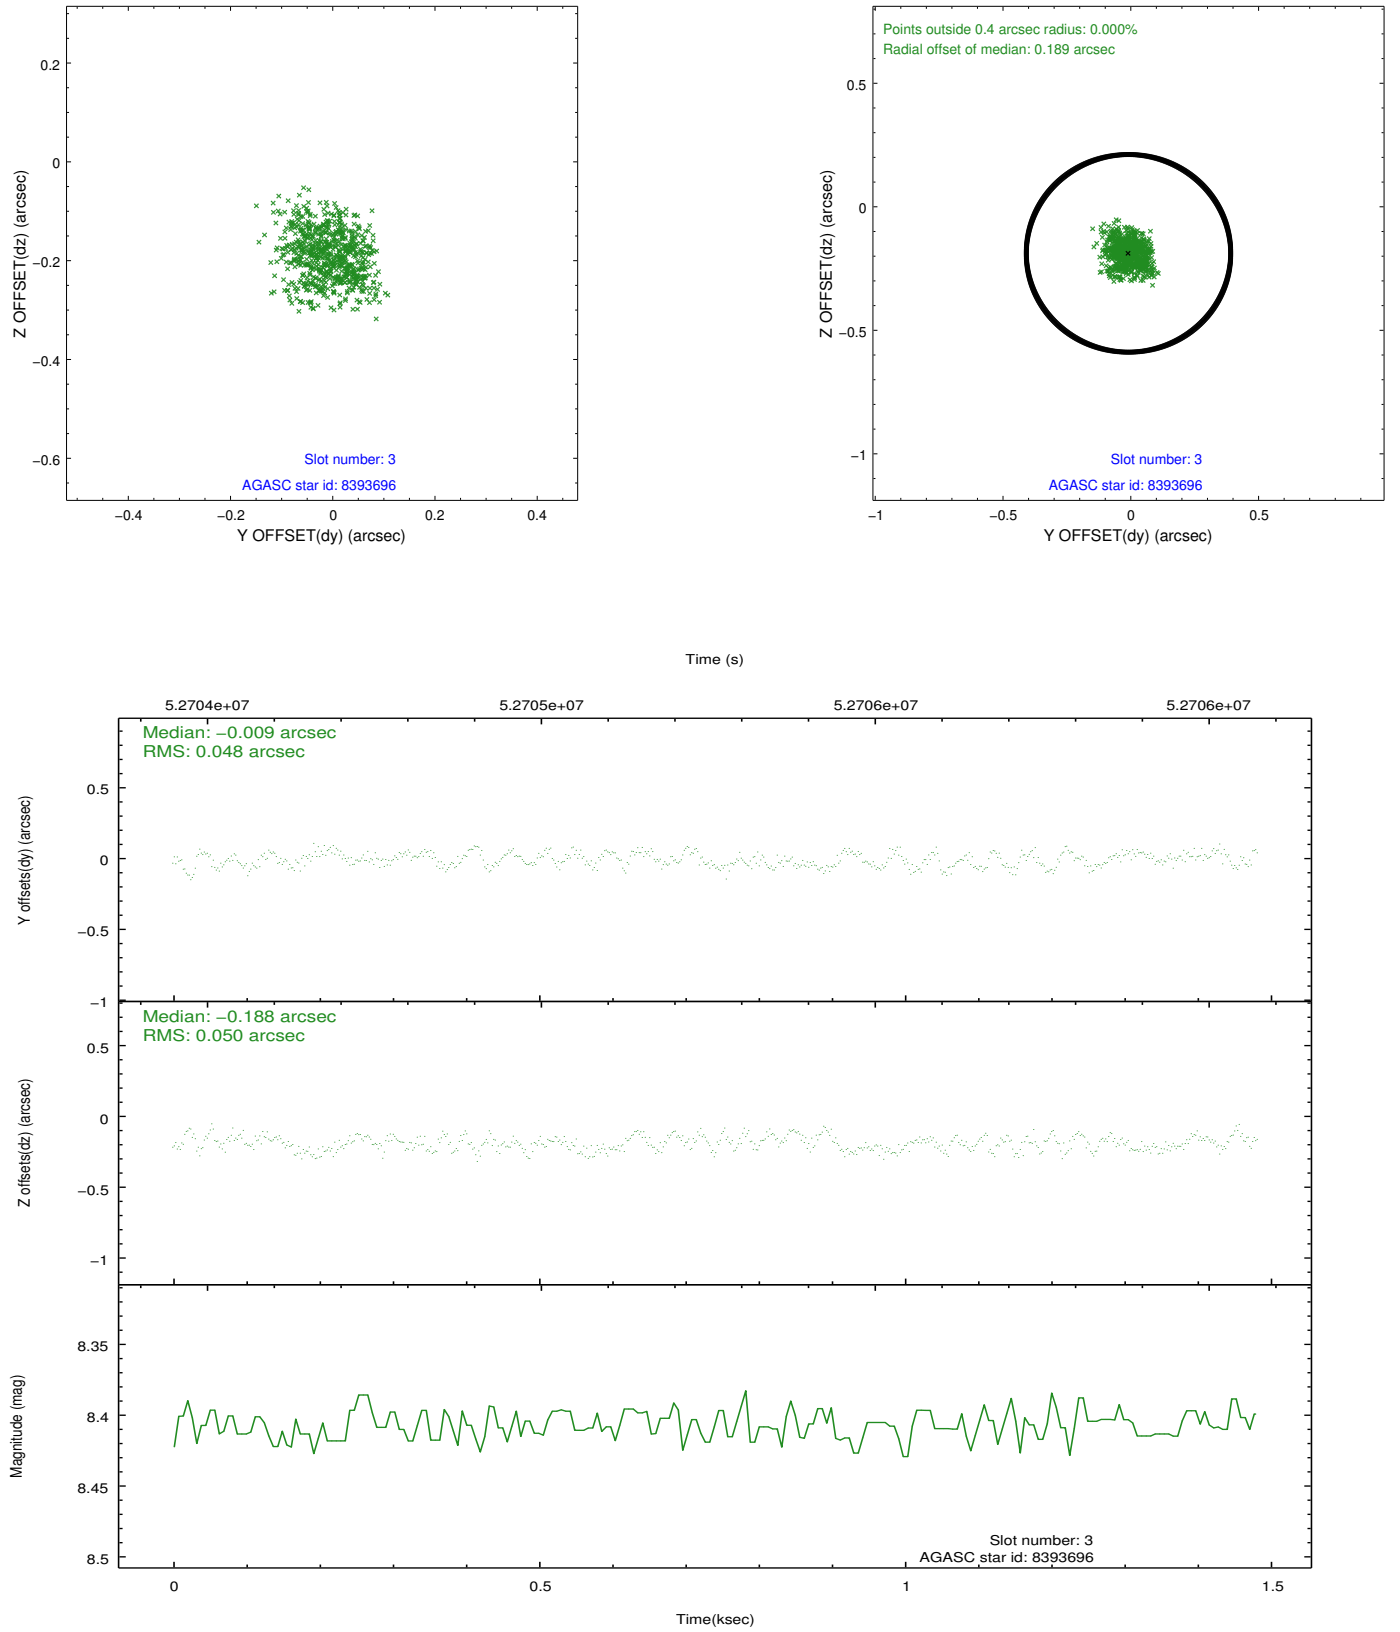 0.2
0
−0.2
−0.4
−0.6
Z OFFSET(dz) (arcsec)
Slot number: 3
AGASC star id: 8393696
−0.4 −0.2 0 0.2 0.4
Y OFFSET(dy) (arcsec)
Points outside 0.4 arcsec radius: 0.000%
Radial offset of median: 0.189 arcsec
0.5
0
−0.5
−1
Z OFFSET(dz) (arcsec)
Slot number: 3
AGASC star id: 8393696
−1 −0.5 0 0.5
Y OFFSET(dy) (arcsec)
Time (s)
5.2704e+07 5.2705e+07 5.2706e+07 5.2706e+07
Median: −0.009 arcsec
RMS: 0.048 arcsec
0.5
0
−0.5
−1
Y offsets(dy) (arcsec)
Median: −0.188 arcsec
RMS: 0.050 arcsec
0.5
0
−0.5
−1
Z offsets(dz) (arcsec)
8.35
8.4
8.45
8.5
Magnitude (mag)
Slot number: 3
AGASC star id: 8393696
0 0.5 1 1.5
Time(ksec)